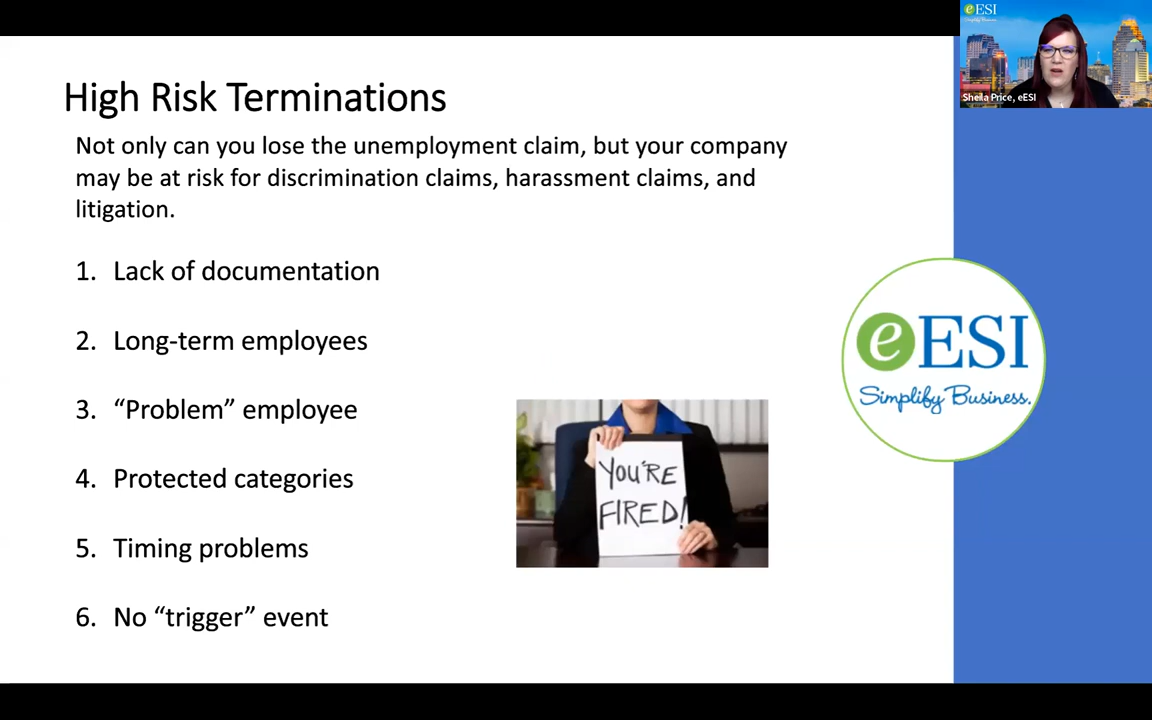 eESI
Simplify Business.
Sheila Price, eESI
High Risk Terminations
Not only can you lose the unemployment claim, but your company
may be at risk for discrimination claims, harassment claims, and
litigation.
1. Lack of documentation
2. Long-term employees
3. “Problem” employee
4. Protected categories
5. Timing problems
6. No “trigger” event
YOU'RE
FIRED!
eESI
Simplify Business.